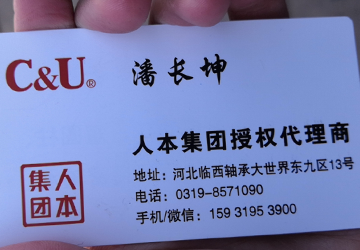 C&U®
潘长坤
人本集团授权代理商
地址：河北临西轴承大世界东九区13号
电话：0319-8571090
手机/微信：159 3195 3900
人本集团